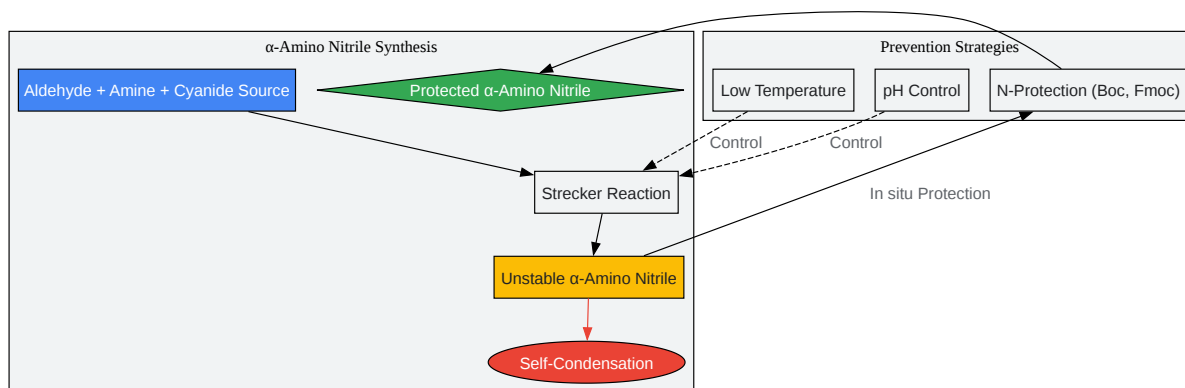 α-Amino Nitrile Synthesis
Prevention Strategies
Aldehyde + Amine + Cyanide Source
Protected α-Amino Nitrile
Low Temperature
pH Control
N-Protection (Boc, Fmoc)
Control
Control
Strecker Reaction
In situ Protection
Unstable α-Amino Nitrile
Self-Condensation